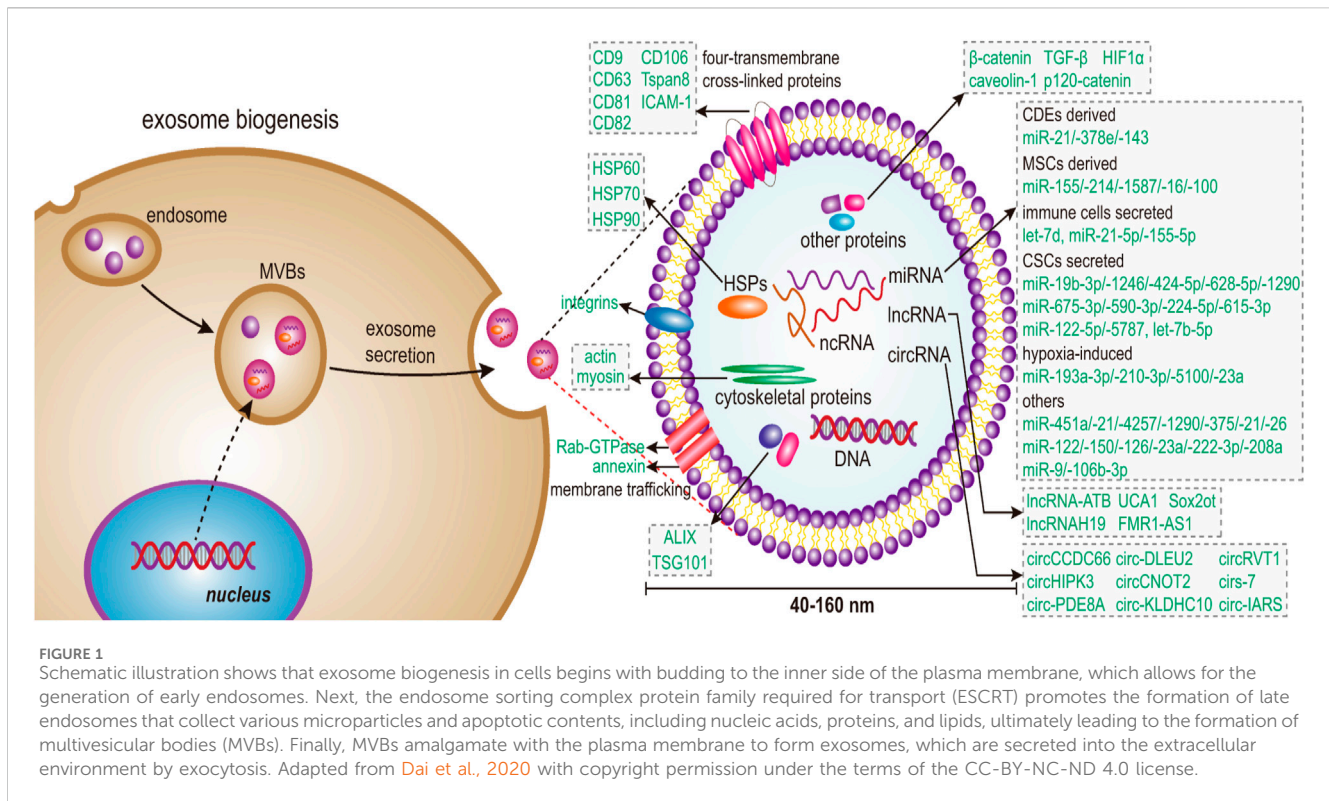 exosome biogenesis
endosome
MVBs
exosome
secretion
nucleus
CD9 CD106
CD63 Tspan8
CD81 ICAM-1
CD82
four-transmembrane
cross-linked proteins
HSP60
HSP70
HSP90
integrins
actin
myosin
Rab-GTPase
annexin
membrane trafficking
ALIX
TSG101
other proteins
HSPs
miRNA
ncRNA
lncRNA
circRNA
cytoskeletal proteins
DNA
40-160 nm
β-catenin TGF-β HIF1α
caveolin-1 p120-catenin
CDEs derived
miR-21/-378e/-143
MSCs derived
miR-155/-214/-1587/-16/-100
immune cells secreted
let-7d, miR-21-5p/-155-5p
CSCs secreted
miR-19b-3p/-1246/-424-5p/-628-5p/-1290
miR-675-3p/-590-3p/-224-5p/-615-3p
miR-122-5p/-5787, let-7b-5p
hypoxia-induced
miR-193a-3p/-210-3p/-5100/-23a
others
miR-451a/-21/-4257/-1290/-375/-21/-26
miR-122/-150/-126/-23a/-222-3p/-208a
miR-9/-106b-3p
lncRNA-ATB UCA1 Sox2ot
lncRNAH19 FMR1-AS1
circCCDC66 circ-DLEU2 circRVT1
circHIPK3 circCNOT2 cirs-7
circ-PDE8A circ-KLDHC10 circ-IARS
FIGURE 1
Schematic illustration shows that exosome biogenesis in cells begins with budding to the inner side of the plasma membrane, which allows for the
generation of early endosomes. Next, the endosome sorting complex protein family required for transport (ESCRT) promotes the formation of late
endosomes that collect various microparticles and apoptotic contents, including nucleic acids, proteins, and lipids, ultimately leading to the formation of
multivesicular bodies (MVBs). Finally, MVBs amalgamate with the plasma membrane to form exosomes, which are secreted into the extracellular
environment by exocytosis. Adapted from Dai et al., 2020 with copyright permission under the terms of the CC-BY-NC-ND 4.0 license.